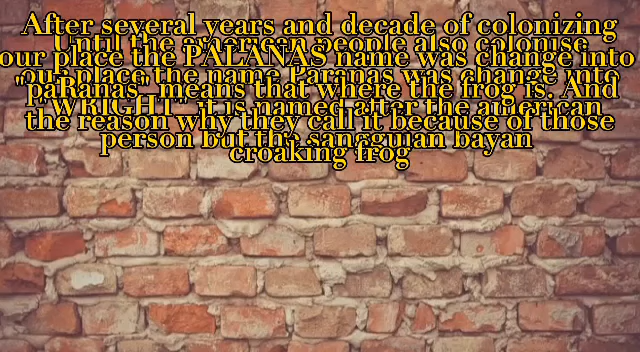 After several years and decade of colonizing
our place the PALANAS name was change into
"paRanas" means that where the frog is. And
the reason why they call it because of those
croaking frog
Until the american people also colonise
our place the name Paranas was change into
"WRIGHT" it is named after the american
person but the sangguian bayan